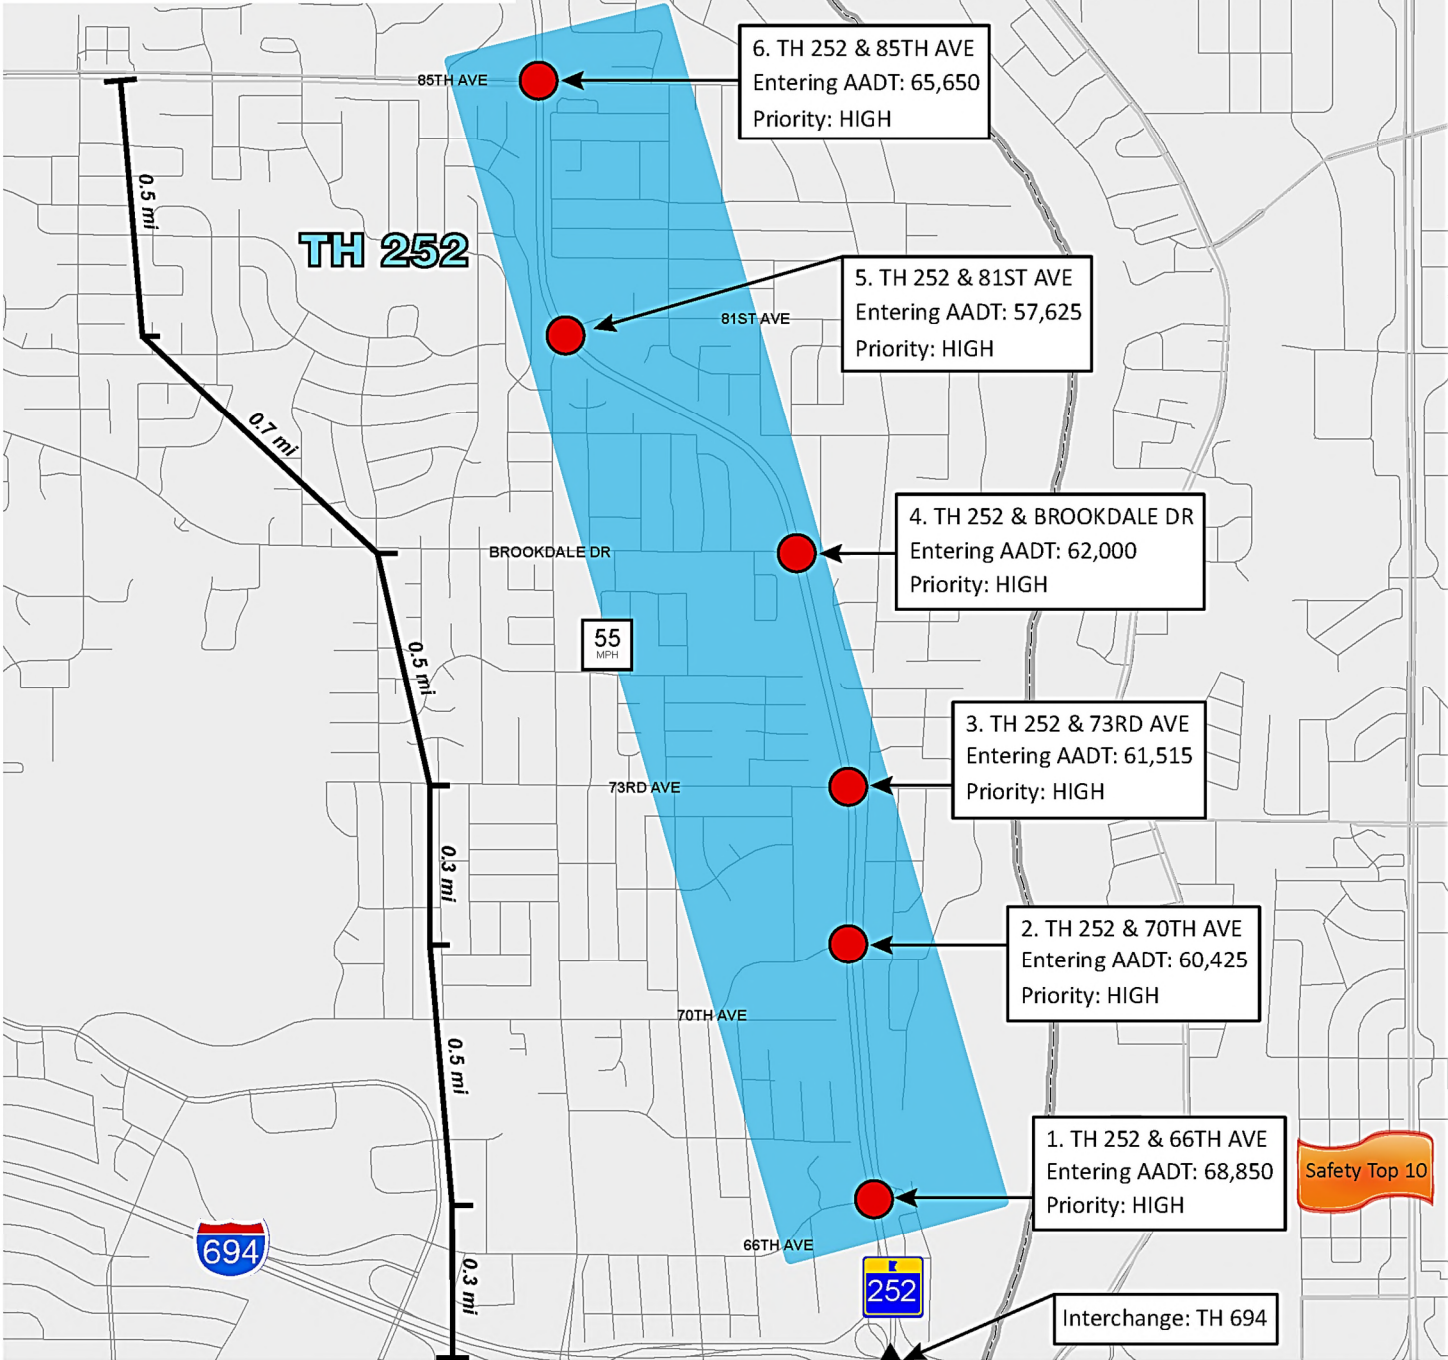 6. TH 252 & 85TH AVE
Entering AADT: 65,650
Priority: HIGH
85TH AVE
0.5 mi
TH 252
5. TH 252 & 81ST AVE
Entering AADT: 57,625
Priority: HIGH
81ST AVE
0.7 mi
4. TH 252 & BROOKDALE DR
Entering AADT: 62,000
Priority: HIGH
BROOKDALE DR
55
MPH
0.5 mi
3. TH 252 & 73RD AVE
Entering AADT: 61,515
Priority: HIGH
73RD AVE
0.3 mi
2. TH 252 & 70TH AVE
Entering AADT: 60,425
Priority: HIGH
70TH AVE
0.5 mi
1. TH 252 & 66TH AVE
Entering AADT: 68,850
Priority: HIGH
Safety Top 10
694
66TH AVE
0.3 mi
252
Interchange: TH 694